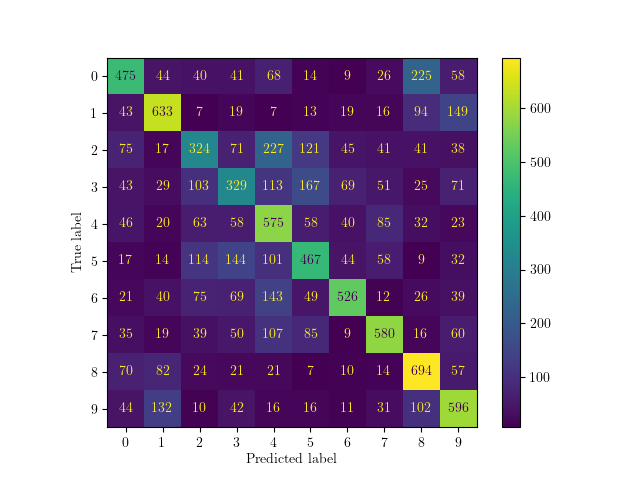 0 475 44 40 41 68 14 9 26 225 58
1 43 633 7 19 7 13 19 16 94 149
2 75 17 324 71 227 121 45 41 41 38
3 43 29 103 329 113 167 69 51 25 71
4 46 20 63 58 575 58 40 85 32 23
5 17 14 114 144 101 467 44 58 9 32
6 21 40 75 69 143 49 526 12 26 39
7 35 19 39 50 107 85 9 580 16 60
8 70 82 24 21 21 7 10 14 694 57
9 44 132 10 42 16 16 11 31 102 596
0 1 2 3 4 5 6 7 8 9
Predicted label
True label
600
500
400
300
200
100